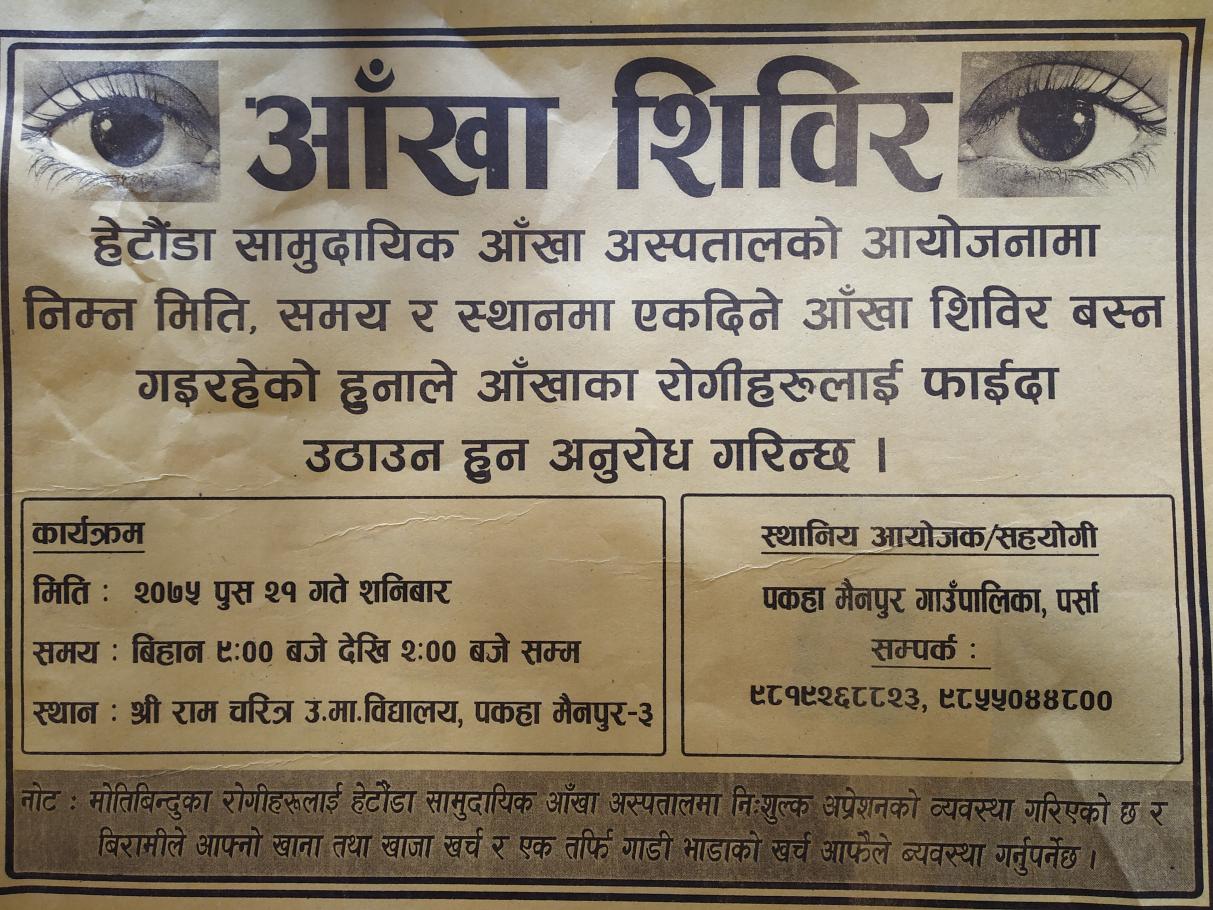 आँखा शिविर
हेटौंडा सामुदायिक आँखा अस्पतालको आयोजनामा
निम्न मिति, समय र स्थानमा एकदिने आँखा शिविर बस्न
गइरहेको हुनाले आँखाका रोगीहरूलाई फाईदा
उठाउन हुन अनुरोध गरिन्छ ।
कार्यक्रम
मिति : २०७५ पुस २१ गते शनिबार
समय : बिहान ९:०० बजे देखि २:०० बजे सम्म
स्थान : श्री राम चरित्र उ.मा.विद्यालय, पकहा मैनपुर-३
स्थानिय आयोजक/सहयोगी
पकहा मैनपुर गाउँपालिका, पर्सा
सम्पर्क :
९८१९२६८८२३, ९८५५०४४८००
नोट : मोतिबिन्दुका रोगीहरूलाई हेटौंडा सामुदायिक आँखा अस्पतालमा निःशुल्क अप्रेशनको व्यवस्था गरिएको छ र
बिरामीले आफ्नो खाना तथा खाजा खर्च र एक तर्फि गाडी भाडाको खर्च आफैले ब्यवस्था गर्नुपर्नेछ ।